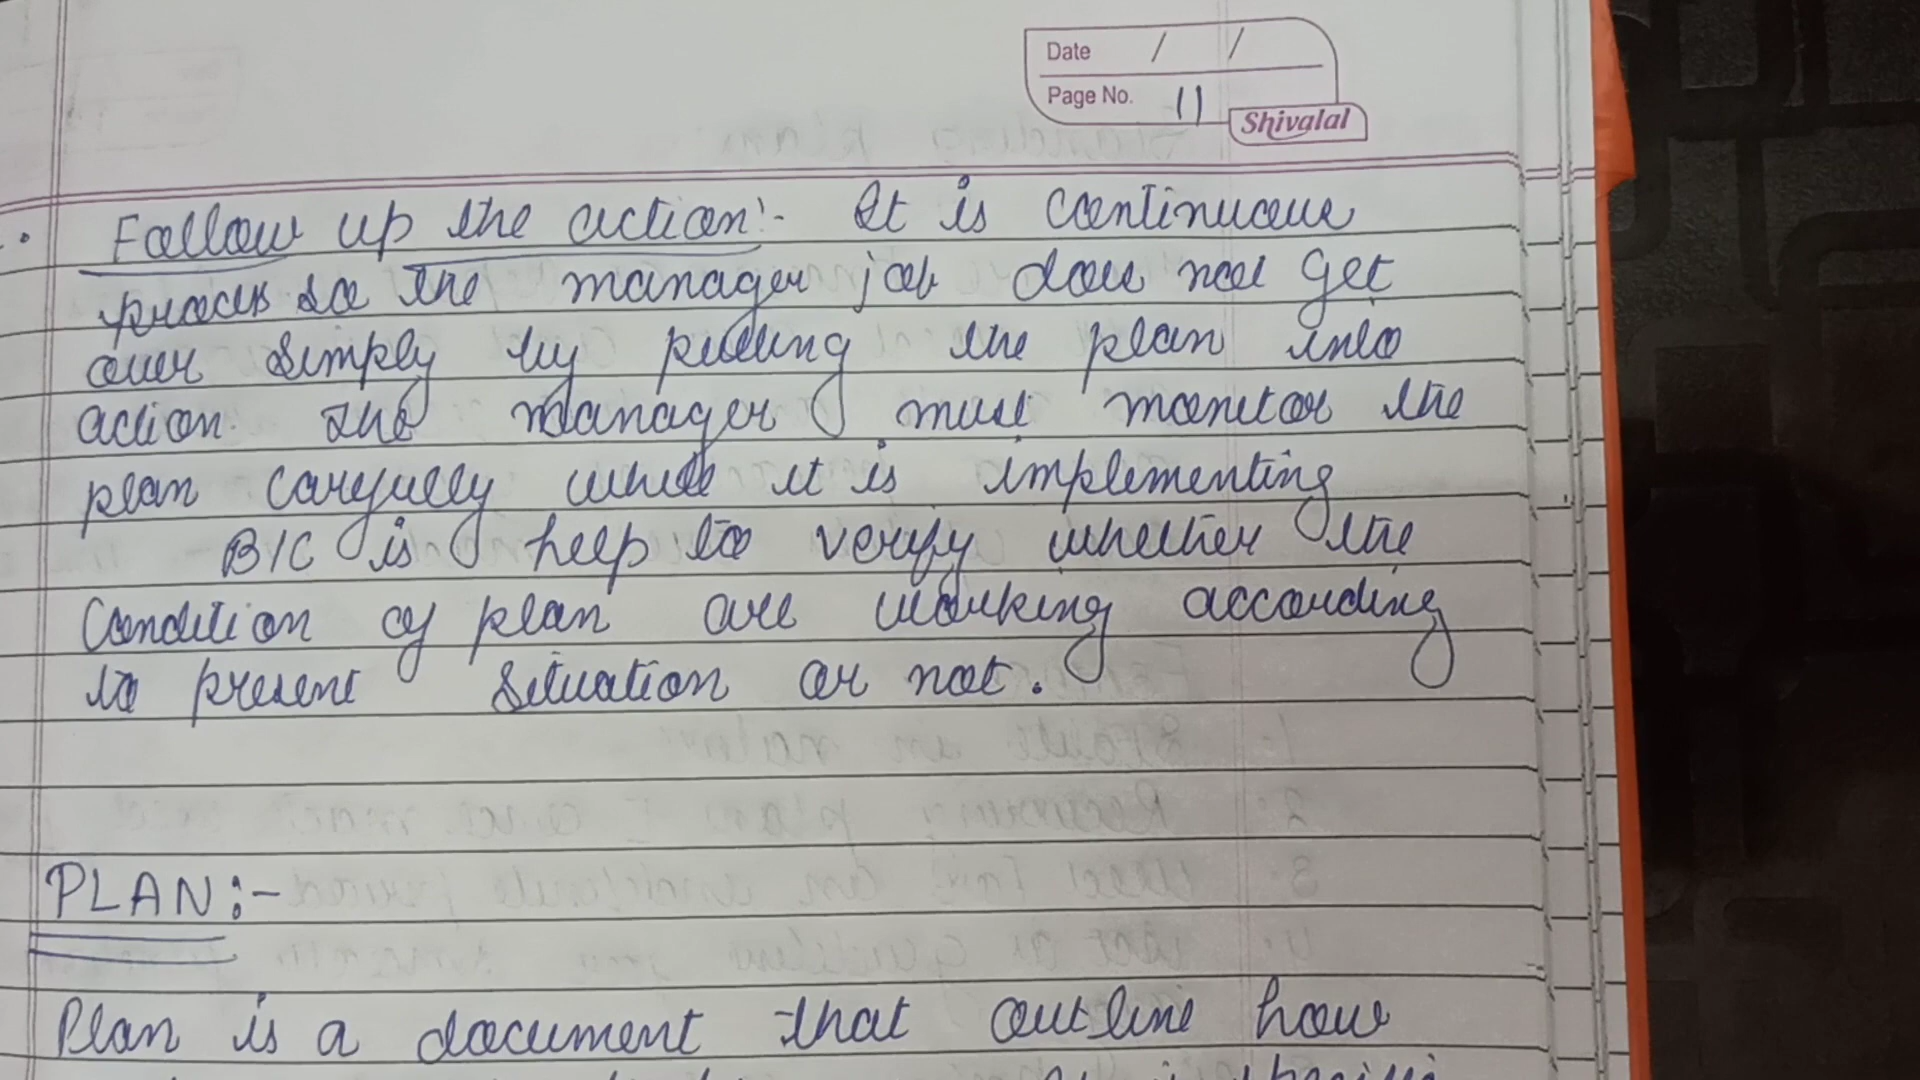 Date / /
Page No. 11
Shivalal
Follow up the action:- It is continuous
process so the manager job does not get
over simply by putting the plan into
action. The manager must monitor the
plan carefully while it is implementing
B/C is help to verify whether the
Condition of plan are working according
to present situation or not.
PLAN:-
Plan is a document that outline how